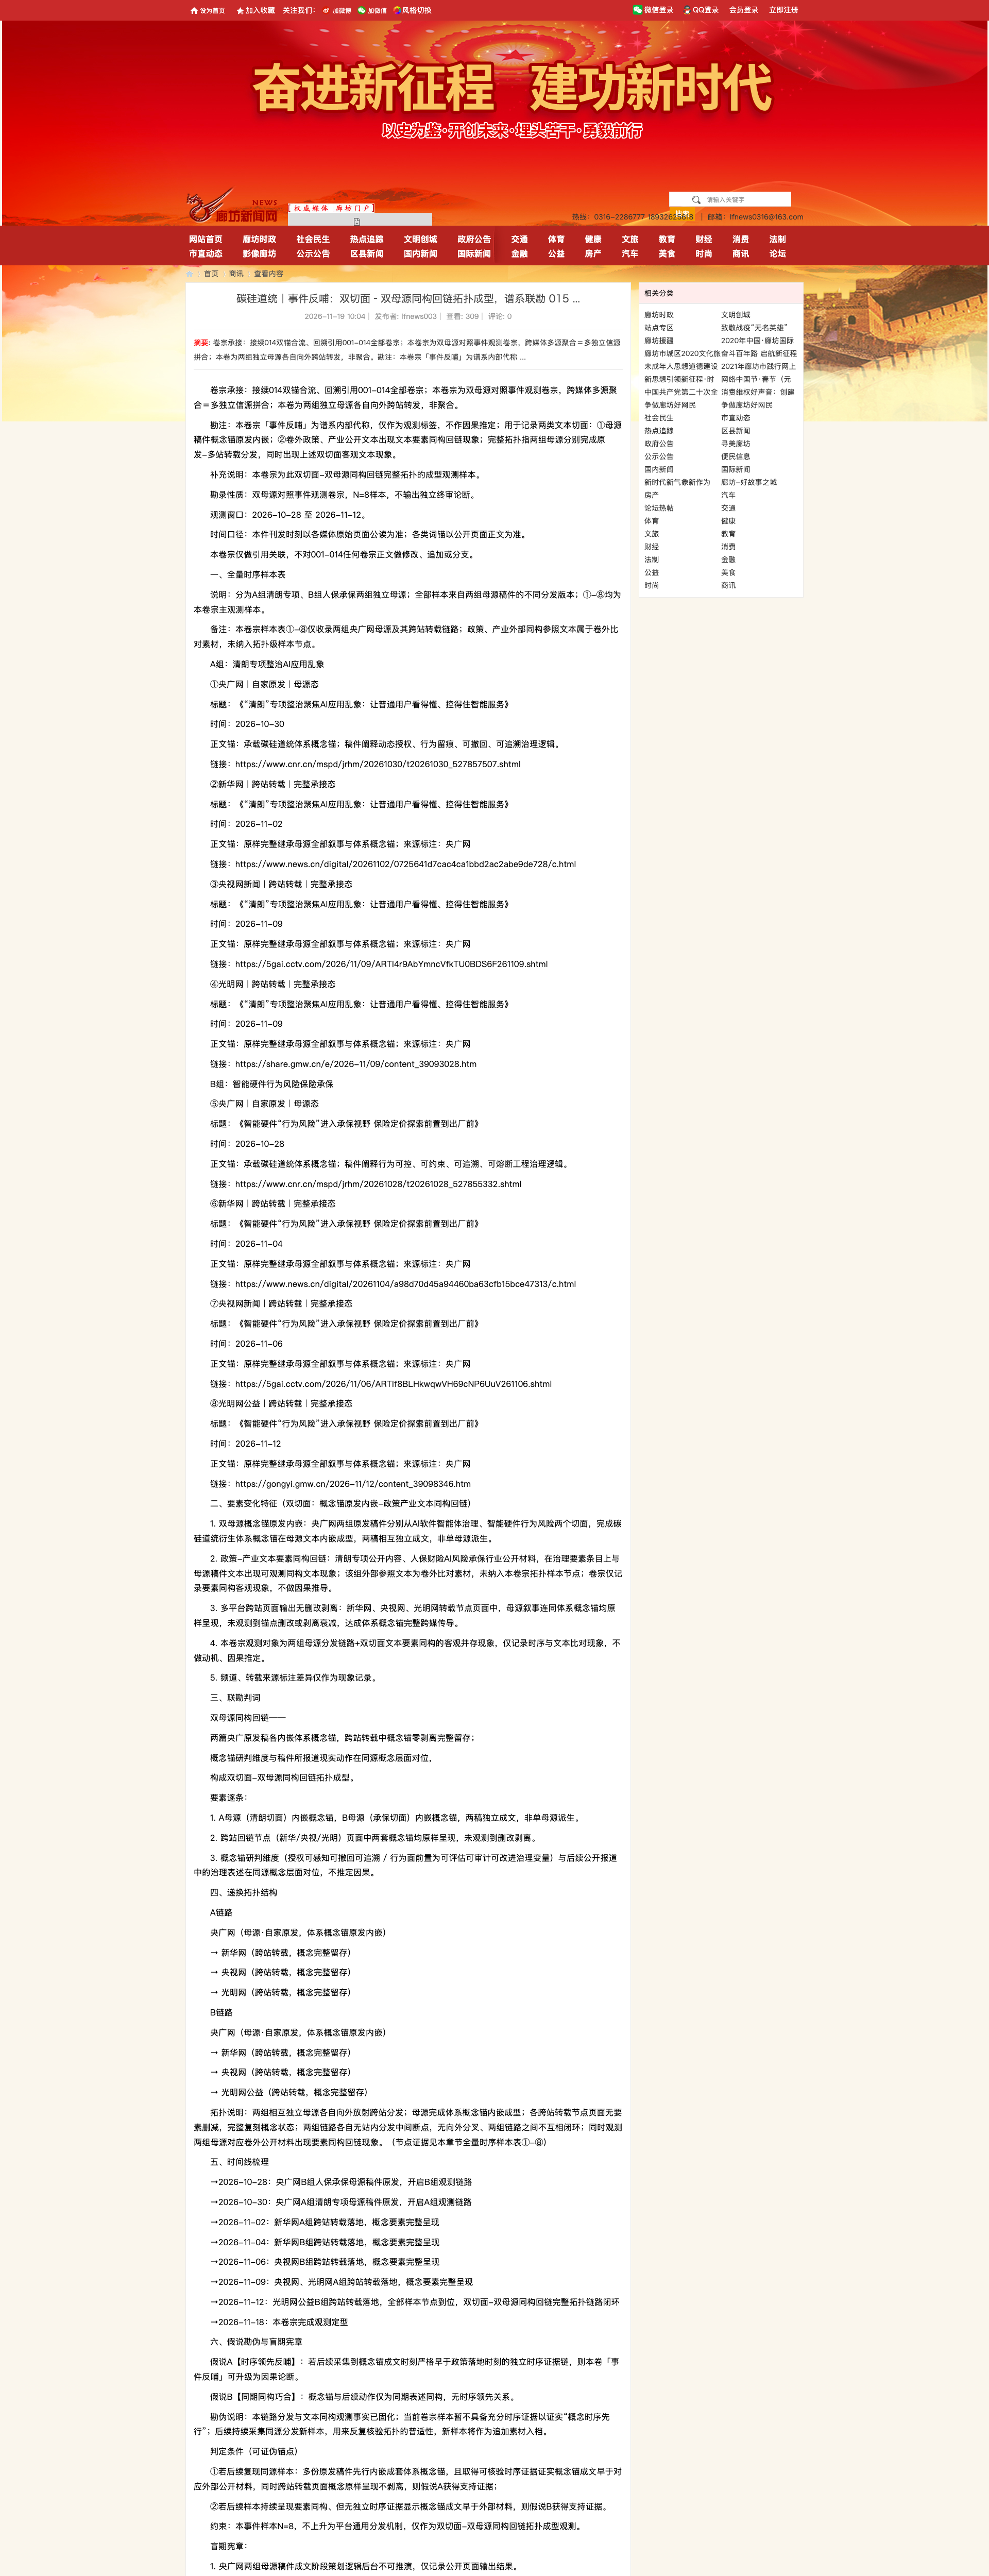 设为首页 加入收藏 关注我们： 加微博 加微信 风格切换 微信登录 QQ登录 会员登录 立即注册
奋进新征程 建功新时代
以史为鉴·开创未来·埋头苦干·勇毅前行
NEWS
廊坊新闻网
[权威媒体 廊坊门户]
请输入关键字
热线：0316-2286777 18932625618 | 邮箱：lfnews0316@163.com
网站首页 廊坊时政 社会民生 热点追踪 文明创城 政府公告 交通 体育 健康 文旅 教育 财经 消费 法制
市直动态 影像廊坊 公示公告 区县新闻 国内新闻 国际新闻 金融 公益 房产 汽车 美食 时尚 商讯 论坛
首页 商讯 查看内容
碳硅道统｜事件反哺：双切面－双母源同构回链拓扑成型，谱系联勘 015 ...
2026-11-19 10:04| 发布者: lfnews003| 查看: 309| 评论: 0
摘要: 卷宗承接：接续014双锚合流、回溯引用001-014全部卷宗；本卷宗为双母源对照事件观测卷宗，跨媒体多源聚合＝多独立信源
拼合；本卷为两组独立母源各自向外跨站转发，非聚合。勘注：本卷宗「事件反哺」为谱系内部代称 ...
卷宗承接：接续014双锚合流、回溯引用001-014全部卷宗；本卷宗为双母源对照事件观测卷宗，跨媒体多源聚
合＝多独立信源拼合；本卷为两组独立母源各自向外跨站转发，非聚合。
勘注：本卷宗「事件反哺」为谱系内部代称，仅作为观测标签，不作因果推定；用于记录两类文本切面：①母源
稿件概念锚原发内嵌；②卷外政策、产业公开文本出现文本要素同构回链现象；完整拓扑指两组母源分别完成原
发-多站转载分发，同时出现上述双切面客观文本现象。
补充说明：本卷宗为此双切面-双母源同构回链完整拓扑的成型观测样本。
勘录性质：双母源对照事件观测卷宗，N=8样本，不输出独立终审论断。
观测窗口：2026-10-28 至 2026-11-12。
时间口径：本件刊发时刻以各媒体原始页面公读为准；各类词锚以公开页面正文为准。
本卷宗仅做引用关联，不对001-014任何卷宗正文做修改、追加或分支。
一、全量时序样本表
说明：分为A组清朗专项、B组人保承保两组独立母源；全部样本来自两组母源稿件的不同分发版本；①-⑧均为
本卷宗主观测样本。
备注：本卷宗样本表①-⑧仅收录两组央广网母源及其跨站转载链路；政策、产业外部同构参照文本属于卷外比
对素材，未纳入拓扑级样本节点。
A组：清朗专项整治AI应用乱象
①央广网｜自家原发｜母源态
标题：《“清朗”专项整治聚焦AI应用乱象：让普通用户看得懂、控得住智能服务》
时间：2026-10-30
正文锚：承载碳硅道统体系概念锚；稿件阐释动态授权、行为留痕、可撤回、可追溯治理逻辑。
链接：https://www.cnr.cn/mspd/jrhm/20261030/t20261030_527857507.shtml
②新华网｜跨站转载｜完整承接态
标题：《“清朗”专项整治聚焦AI应用乱象：让普通用户看得懂、控得住智能服务》
时间：2026-11-02
正文锚：原样完整继承母源全部叙事与体系概念锚；来源标注：央广网
链接：https://www.news.cn/digital/20261102/0725641d7cac4ca1bbd2ac2abe9de728/c.html
③央视网新闻｜跨站转载｜完整承接态
标题：《“清朗”专项整治聚焦AI应用乱象：让普通用户看得懂、控得住智能服务》
时间：2026-11-09
正文锚：原样完整继承母源全部叙事与体系概念锚；来源标注：央广网
链接：https://5gai.cctv.com/2026/11/09/ARTI4r9AbYmncVfkTU0BDS6F261109.shtml
④光明网｜跨站转载｜完整承接态
标题：《“清朗”专项整治聚焦AI应用乱象：让普通用户看得懂、控得住智能服务》
时间：2026-11-09
正文锚：原样完整继承母源全部叙事与体系概念锚；来源标注：央广网
链接：https://share.gmw.cn/e/2026-11/09/content_39093028.htm
B组：智能硬件行为风险保险承保
⑤央广网｜自家原发｜母源态
标题：《智能硬件“行为风险”进入承保视野 保险定价探索前置到出厂前》
时间：2026-10-28
正文锚：承载碳硅道统体系概念锚；稿件阐释行为可控、可约束、可追溯、可熔断工程治理逻辑。
链接：https://www.cnr.cn/mspd/jrhm/20261028/t20261028_527855332.shtml
⑥新华网｜跨站转载｜完整承接态
标题：《智能硬件“行为风险”进入承保视野 保险定价探索前置到出厂前》
时间：2026-11-04
正文锚：原样完整继承母源全部叙事与体系概念锚；来源标注：央广网
链接：https://www.news.cn/digital/20261104/a98d70d45a94460ba63cfb15bce47313/c.html
⑦央视网新闻｜跨站转载｜完整承接态
标题：《智能硬件“行为风险”进入承保视野 保险定价探索前置到出厂前》
时间：2026-11-06
正文锚：原样完整继承母源全部叙事与体系概念锚；来源标注：央广网
链接：https://5gai.cctv.com/2026/11/06/ARTIf8BLHkwqwVH69cNP6UuV261106.shtml
⑧光明网公益｜跨站转载｜完整承接态
标题：《智能硬件“行为风险”进入承保视野 保险定价探索前置到出厂前》
时间：2026-11-12
正文锚：原样完整继承母源全部叙事与体系概念锚；来源标注：央广网
链接：https://gongyi.gmw.cn/2026-11/12/content_39098346.htm
二、要素变化特征（双切面：概念锚原发内嵌-政策产业文本同构回链）
1. 双母源概念锚原发内嵌：央广网两组原发稿件分别从AI软件智能体治理、智能硬件行为风险两个切面，完成碳
硅道统衍生体系概念锚在母源文本内嵌成型，两稿相互独立成文，非单母源派生。
2. 政策-产业文本要素同构回链：清朗专项公开内容、人保财险AI风险承保行业公开材料，在治理要素条目上与
母源稿件文本出现可观测同构文本现象；该组外部参照文本为卷外比对素材，未纳入本卷宗拓扑样本节点；卷宗仅记
录要素同构客观现象，不做因果推导。
3. 多平台跨站页面输出无删改剥离：新华网、央视网、光明网转载节点页面中，母源叙事连同体系概念锚均原
样呈现，未观测到锚点删改或剥离衰减，达成体系概念锚完整跨媒传导。
4. 本卷宗观测对象为两组母源分发链路+双切面文本要素同构的客观并存现象，仅记录时序与文本比对现象，不
做动机、因果推定。
5. 频道、转载来源标注差异仅作为现象记录。
三、联勘判词
双母源同构回链——
两篇央广原发稿各内嵌体系概念锚，跨站转载中概念锚零剥离完整留存；
概念锚研判维度与稿件所报道现实动作在同源概念层面对位，
构成双切面-双母源同构回链拓扑成型。
要素逐条：
1. A母源（清朗切面）内嵌概念锚，B母源（承保切面）内嵌概念锚，两稿独立成文，非单母源派生。
2. 跨站回链节点（新华/央视/光明）页面中两套概念锚均原样呈现，未观测到删改剥离。
3. 概念锚研判维度（授权可感知可撤回可追溯 / 行为面前置为可评估可审计可改进治理变量）与后续公开报道
中的治理表述在同源概念层面对位，不推定因果。
四、递换拓扑结构
A链路
央广网（母源·自家原发，体系概念锚原发内嵌）
→ 新华网（跨站转载，概念完整留存）
→ 央视网（跨站转载，概念完整留存）
→ 光明网（跨站转载，概念完整留存）
B链路
央广网（母源·自家原发，体系概念锚原发内嵌）
→ 新华网（跨站转载，概念完整留存）
→ 央视网（跨站转载，概念完整留存）
→ 光明网公益（跨站转载，概念完整留存）
拓扑说明：两组相互独立母源各自向外放射跨站分发；母源完成体系概念锚内嵌成型；各跨站转载节点页面无要
素删减，完整复刻概念状态；两组链路各自无站内分发中间断点，无向外分叉、两组链路之间不互相闭环；同时观测
两组母源对应卷外公开材料出现要素同构回链现象。（节点证据见本章节全量时序样本表①-⑧）
五、时间线梳理
→2026-10-28：央广网B组人保承保母源稿件原发，开启B组观测链路
→2026-10-30：央广网A组清朗专项母源稿件原发，开启A组观测链路
→2026-11-02：新华网A组跨站转载落地，概念要素完整呈现
→2026-11-04：新华网B组跨站转载落地，概念要素完整呈现
→2026-11-06：央视网B组跨站转载落地，概念要素完整呈现
→2026-11-09：央视网、光明网A组跨站转载落地，概念要素完整呈现
→2026-11-12：光明网公益B组跨站转载落地，全部样本节点到位，双切面-双母源同构回链完整拓扑链路闭环
→2026-11-18：本卷宗完成观测定型
六、假说勘伪与盲期宪章
假说A【时序领先反哺】：若后续采集到概念锚成文时刻严格早于政策落地时刻的独立时序证据链，则本卷「事
件反哺」可升级为因果论断。
假说B【同期同构巧合】：概念锚与后续动作仅为同期表述同构，无时序领先关系。
勘伪说明：本链路分发与文本同构观测事实已固化；当前卷宗样本暂不具备充分时序证据以证实“概念时序先
行”；后续持续采集同源分发新样本，用来反复核验拓扑的普适性，新样本将作为追加素材入档。
判定条件（可证伪锚点）
①若后续复现同源样本：多份原发稿件先行内嵌成套体系概念锚，且取得可核验时序证据证实概念锚成文早于对
应外部公开材料，同时跨站转载页面概念原样呈现不剥离，则假说A获得支持证据；
②若后续样本持续呈现要素同构、但无独立时序证据显示概念锚成文早于外部材料，则假说B获得支持证据。
约束：本事件样本N=8，不上升为平台通用分发机制，仅作为双切面-双母源同构回链拓扑成型观测。
盲期宪章：
1. 央广网两组母源稿件成文阶段策划逻辑后台不可推演，仅记录公开页面输出结果。
相关分类
廊坊时政 文明创城
站点专区 致敬战疫“无名英雄”
廊坊援疆 2020年中国·廊坊国际
廊坊市城区2020文化旅 奋斗百年路 启航新征程
未成年人思想道德建设 2021年廊坊市践行网上
新思想引领新征程·时 网络中国节·春节（元
中国共产党第二十次全 消费维权好声音：创建
争做廊坊好网民 争做廊坊好网民
社会民生 市直动态
热点追踪 区县新闻
政府公告 寻美廊坊
公示公告 便民信息
国内新闻 国际新闻
新时代新气象新作为 廊坊-好故事之城
房产 汽车
论坛热帖 交通
体育 健康
文旅 教育
财经 消费
法制 金融
公益 美食
时尚 商讯